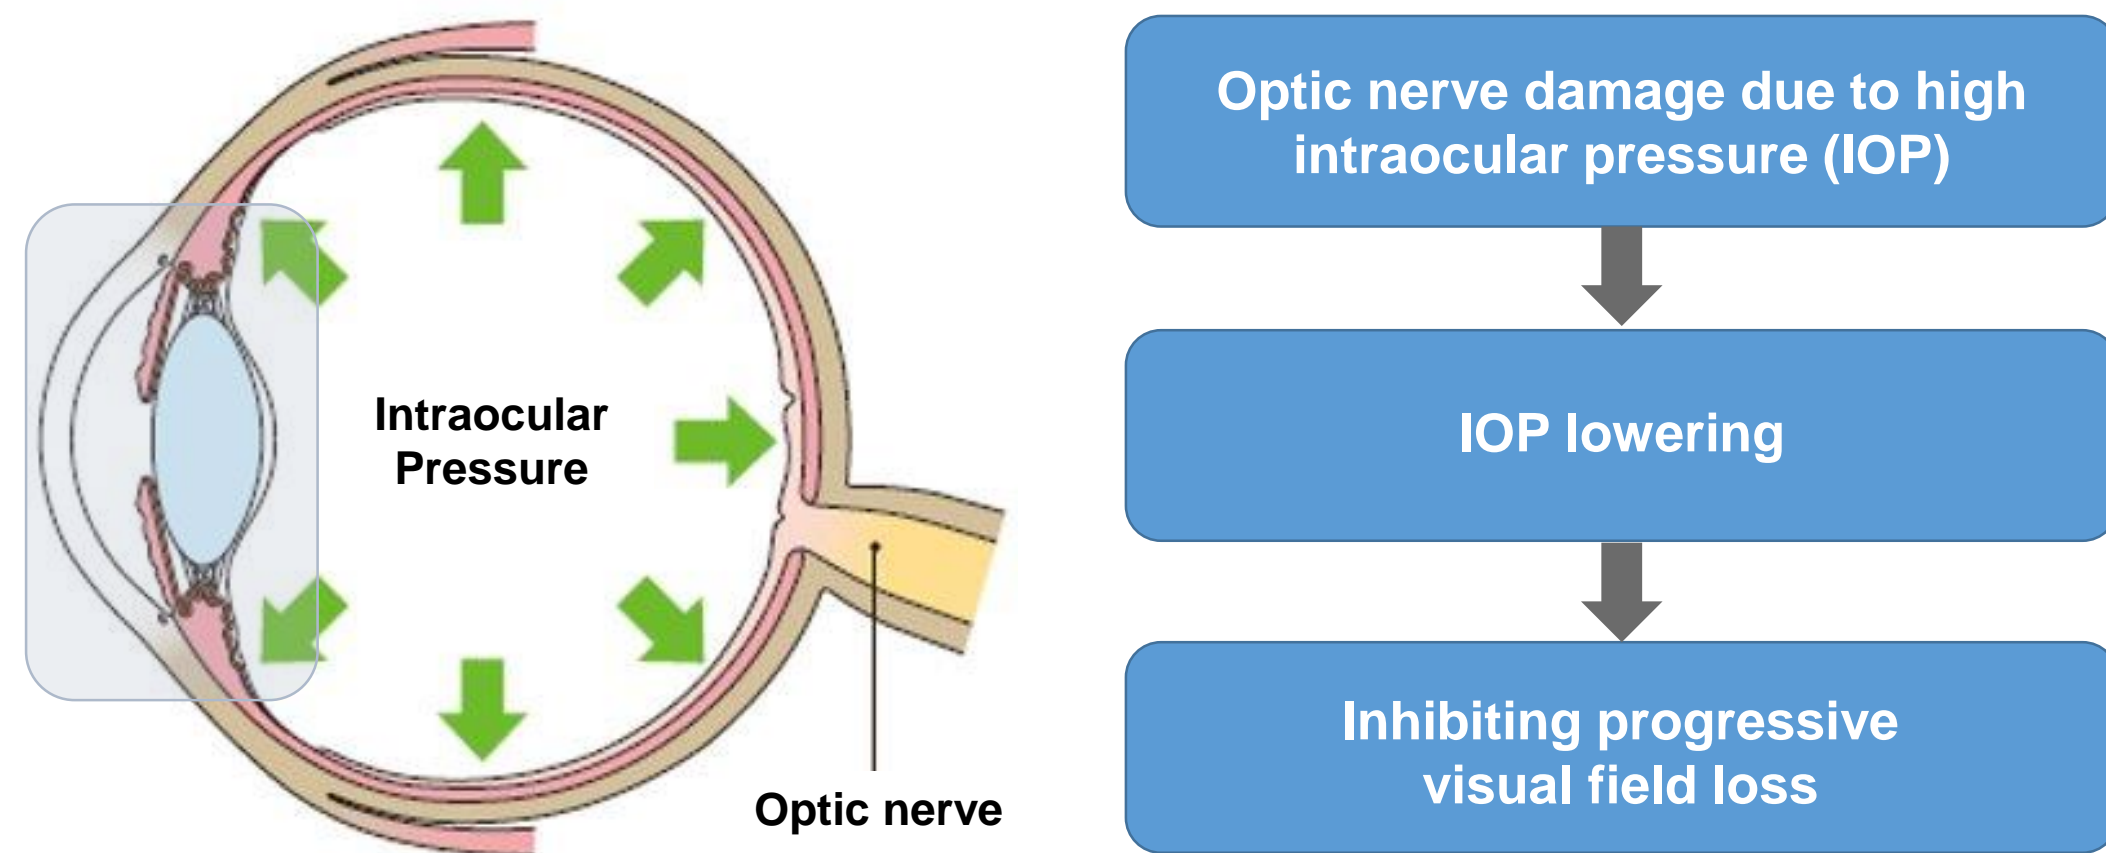 Intraocular
Pressure
Optic nerve
Optic nerve damage due to high
intraocular pressure (IOP)
IOP lowering
Inhibiting progressive
visual field loss